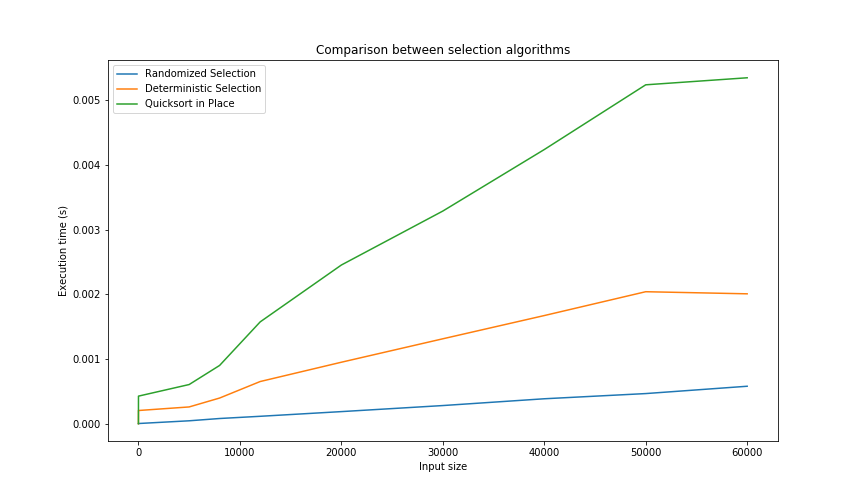 Comparison between selection algorithms
Randomized Selection
Deterministic Selection
Quicksort in Place
0.005
0.004
0.003
0.002
0.001
0.000
Execution time (s)
0 10000 20000 30000 40000 50000 60000
Input size